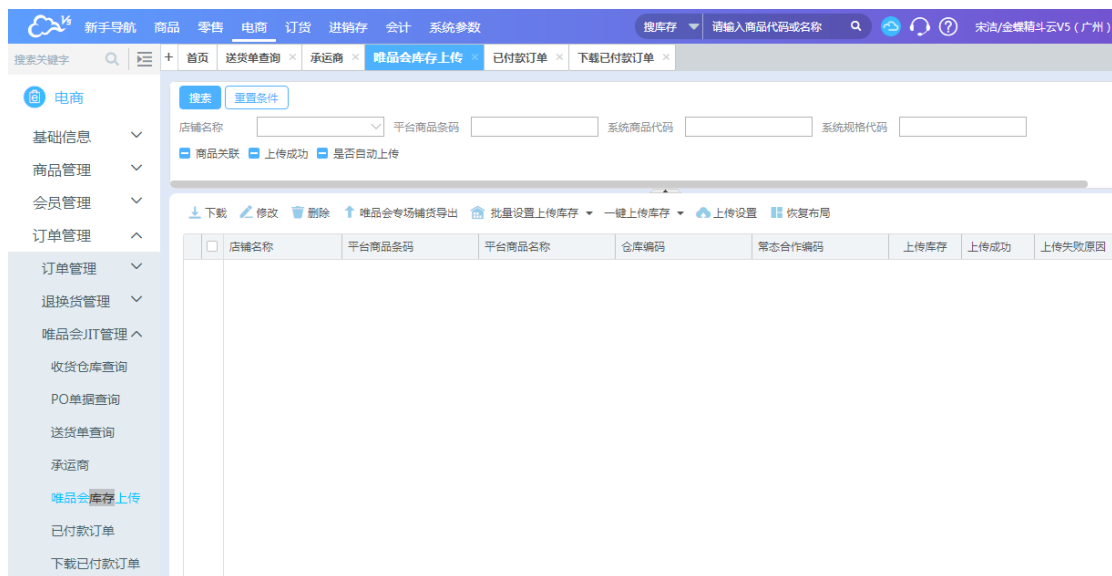 V5 新手导航 商品 零售 电商 订货 进销存 会计 系统参数 搜库存 请输入商品代码或名称 宋洁/金蝶精斗云V5（广州）
搜索关键字 + 首页 送货单查询 × 承运商 × 唯品会库存上传 × 已付款订单 × 下载已付款订单 ×
电商
搜索 重置条件
店铺名称 平台商品条码 系统商品代码 系统规格代码
商品关联 上传成功 是否自动上传
下载 修改 删除 唯品会专场铺货导出 批量设置上传库存 一键上传库存 上传设置 恢复布局
店铺名称 平台商品条码 平台商品名称 仓库编码 常态合作编码 上传库存 上传成功 上传失败原因
基础信息
商品管理
会员管理
订单管理
订单管理
退换货管理
唯品会JIT管理
收货仓库查询
PO单据查询
送货单查询
承运商
唯品会库存上传
已付款订单
下载已付款订单